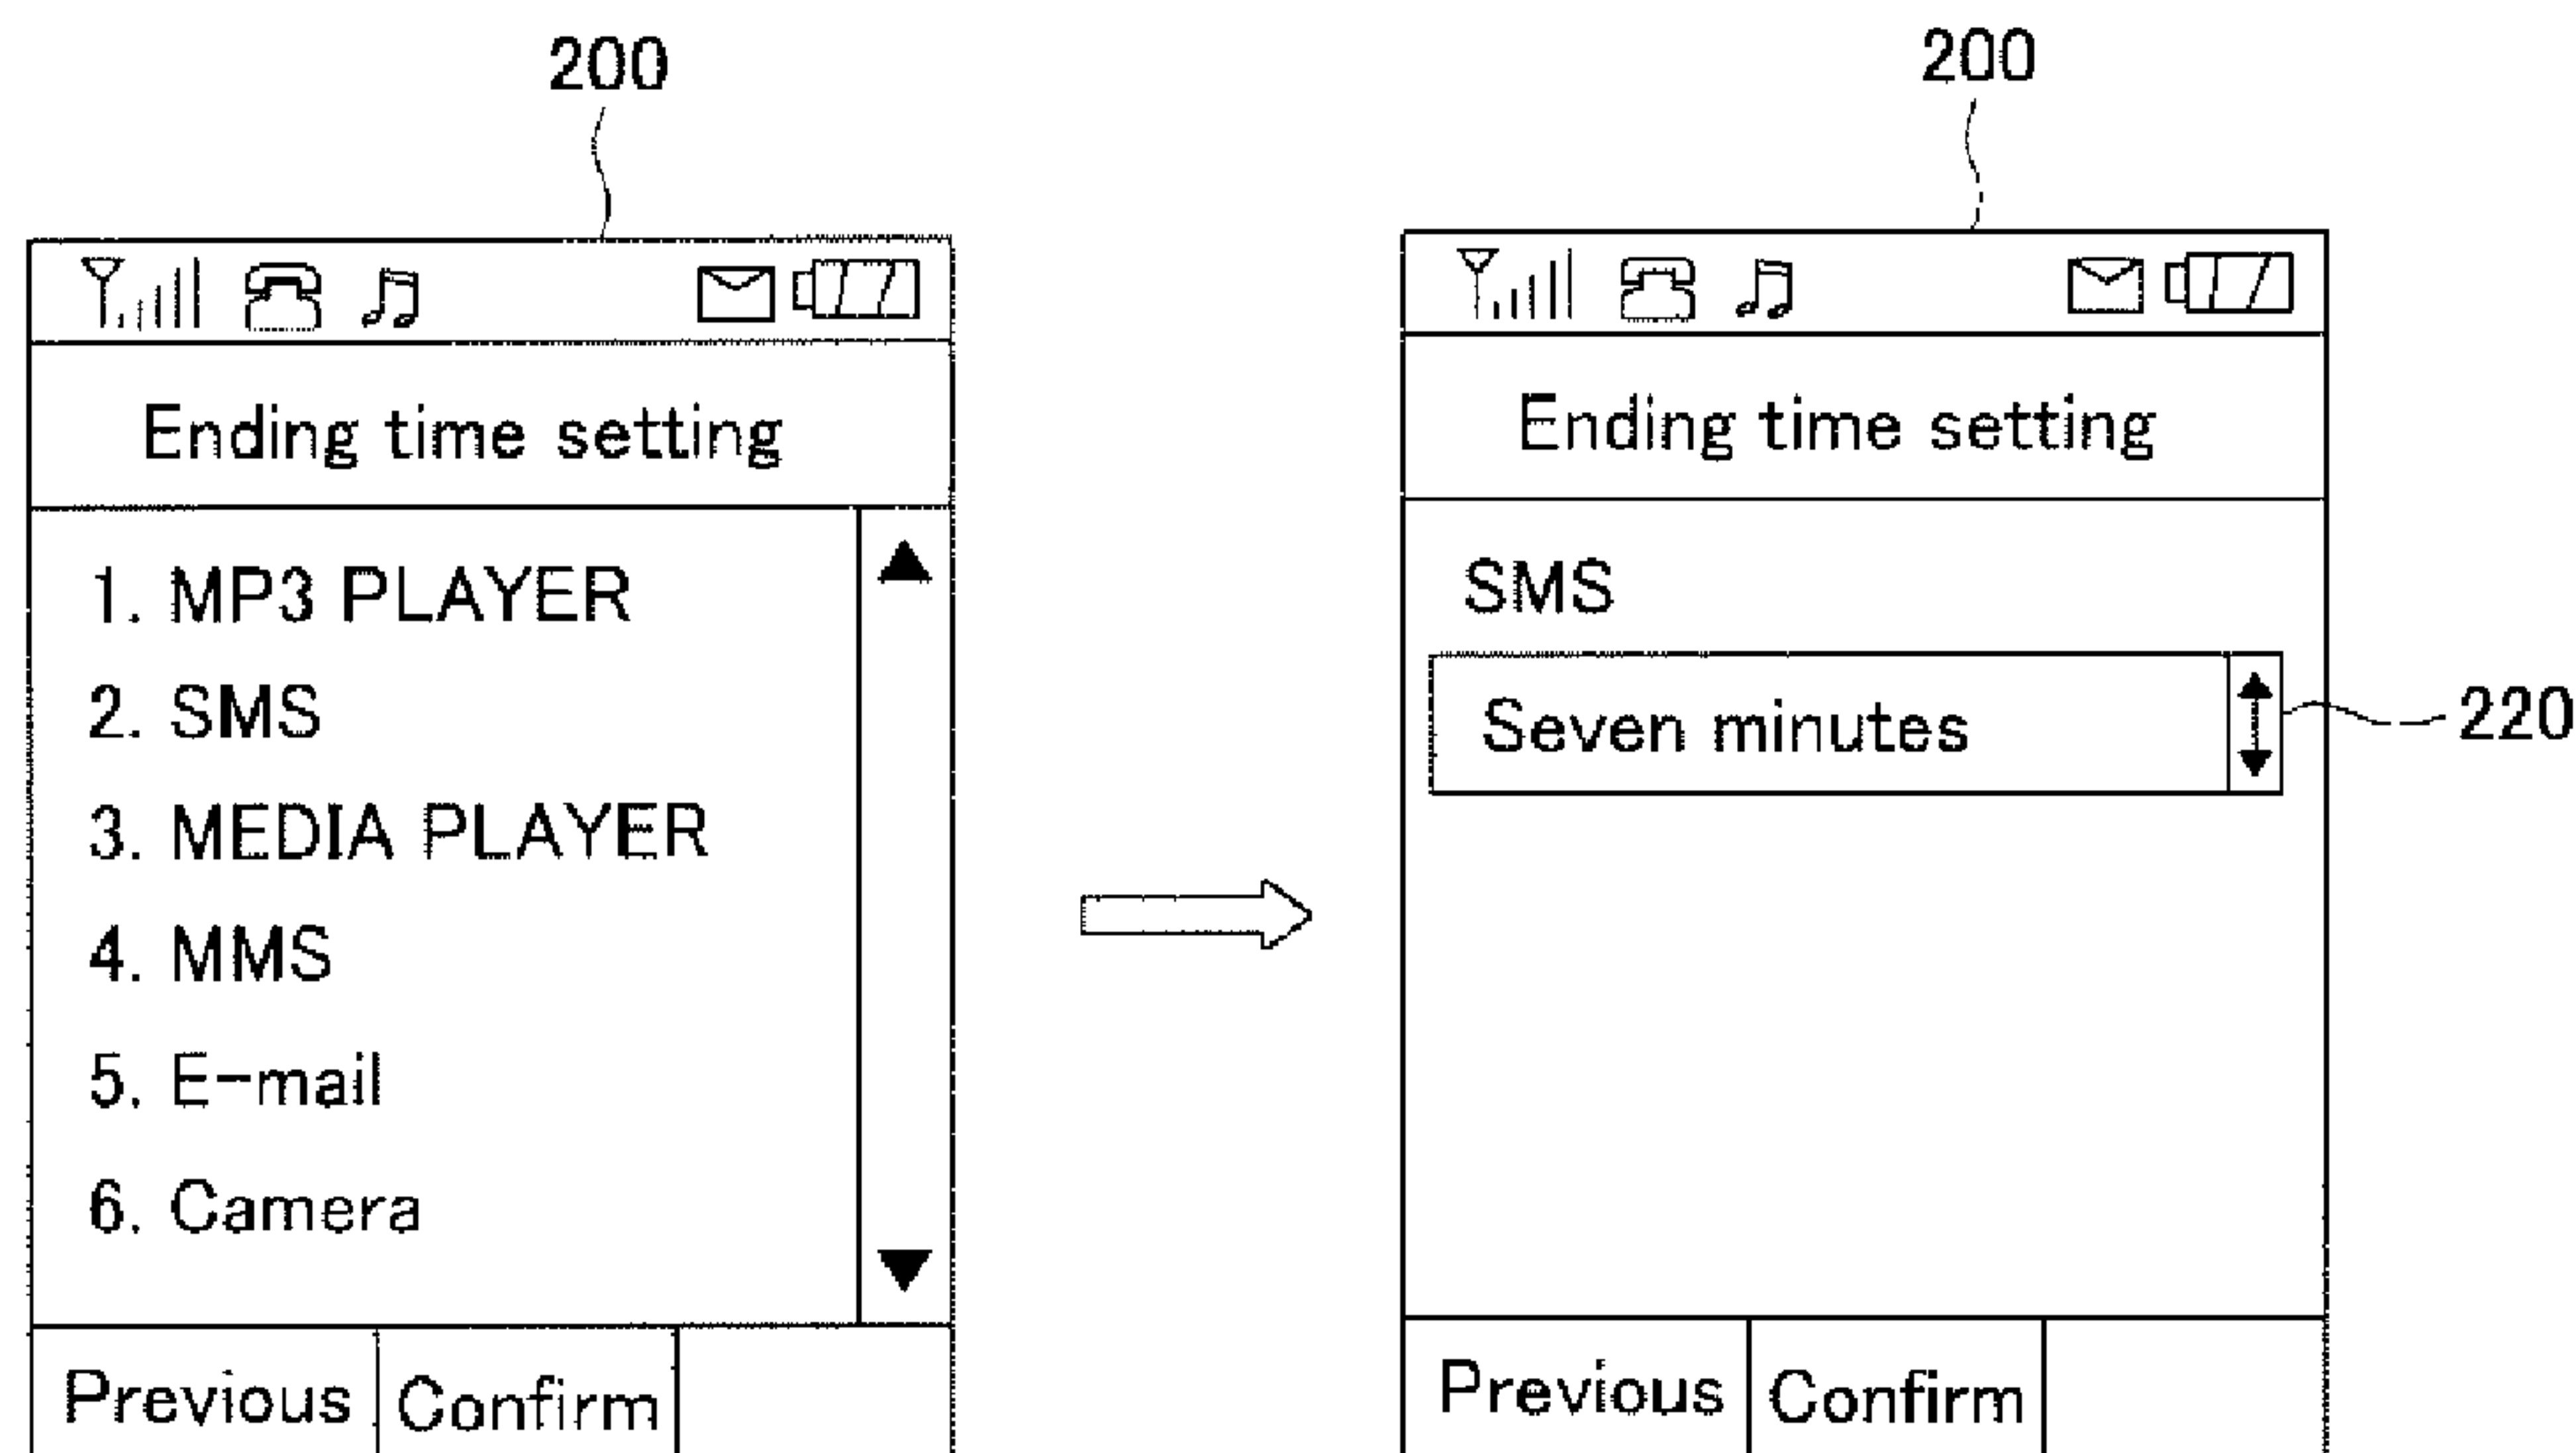 200
Ending time setting
1. MP3 PLAYER
2. SMS
3. MEDIA PLAYER
4. MMS
5. E-mail
6. Camera
Previous Confirm
200
Ending time setting
SMS
Seven minutes
220
Previous Confirm